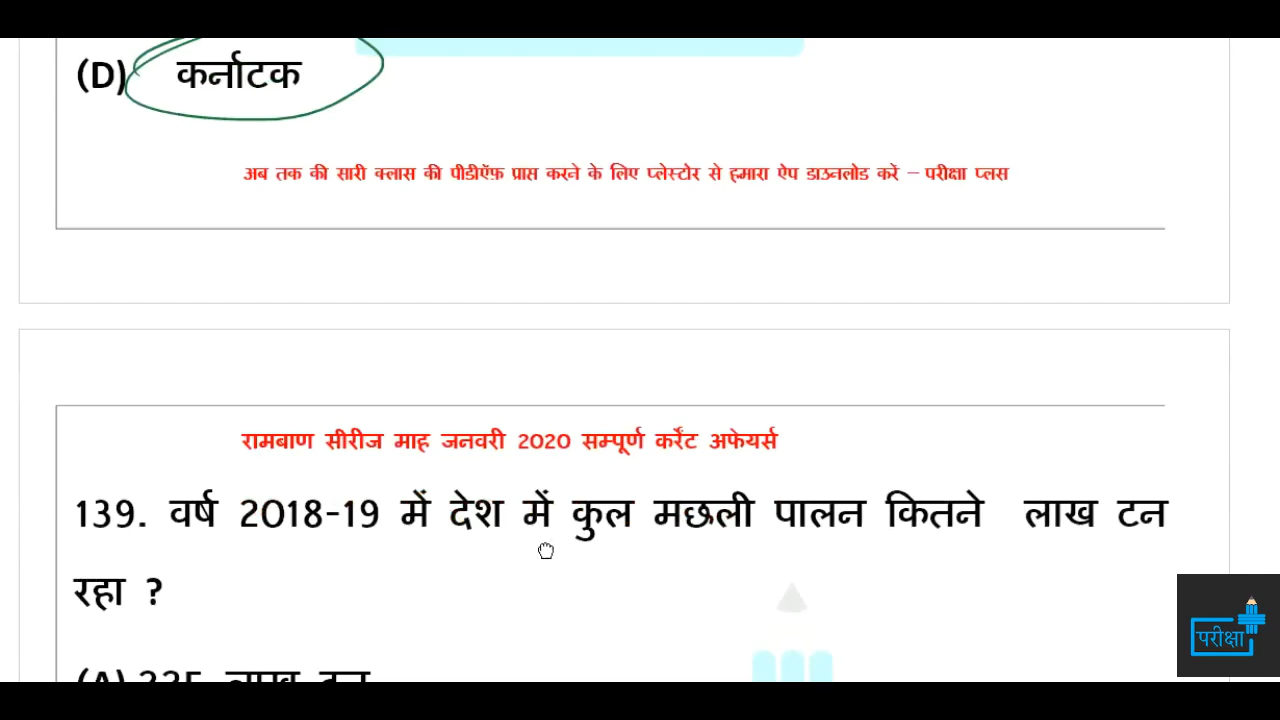 (D) कर्नाटक
अब तक की सारी क्लास की पीडीऍफ़ प्राप्त करने के लिए प्लेस्टोर से हमारा ऐप डाउनलोड करें – परीक्षा प्लस
रामबाण सीरीज माह जनवरी 2020 सम्पूर्ण करेंट अफेयर्स
139. वर्ष 2018-19 में देश में कुल मछली पालन कितने लाख टन
रहा ?
(A) लाख टन
परीक्षा